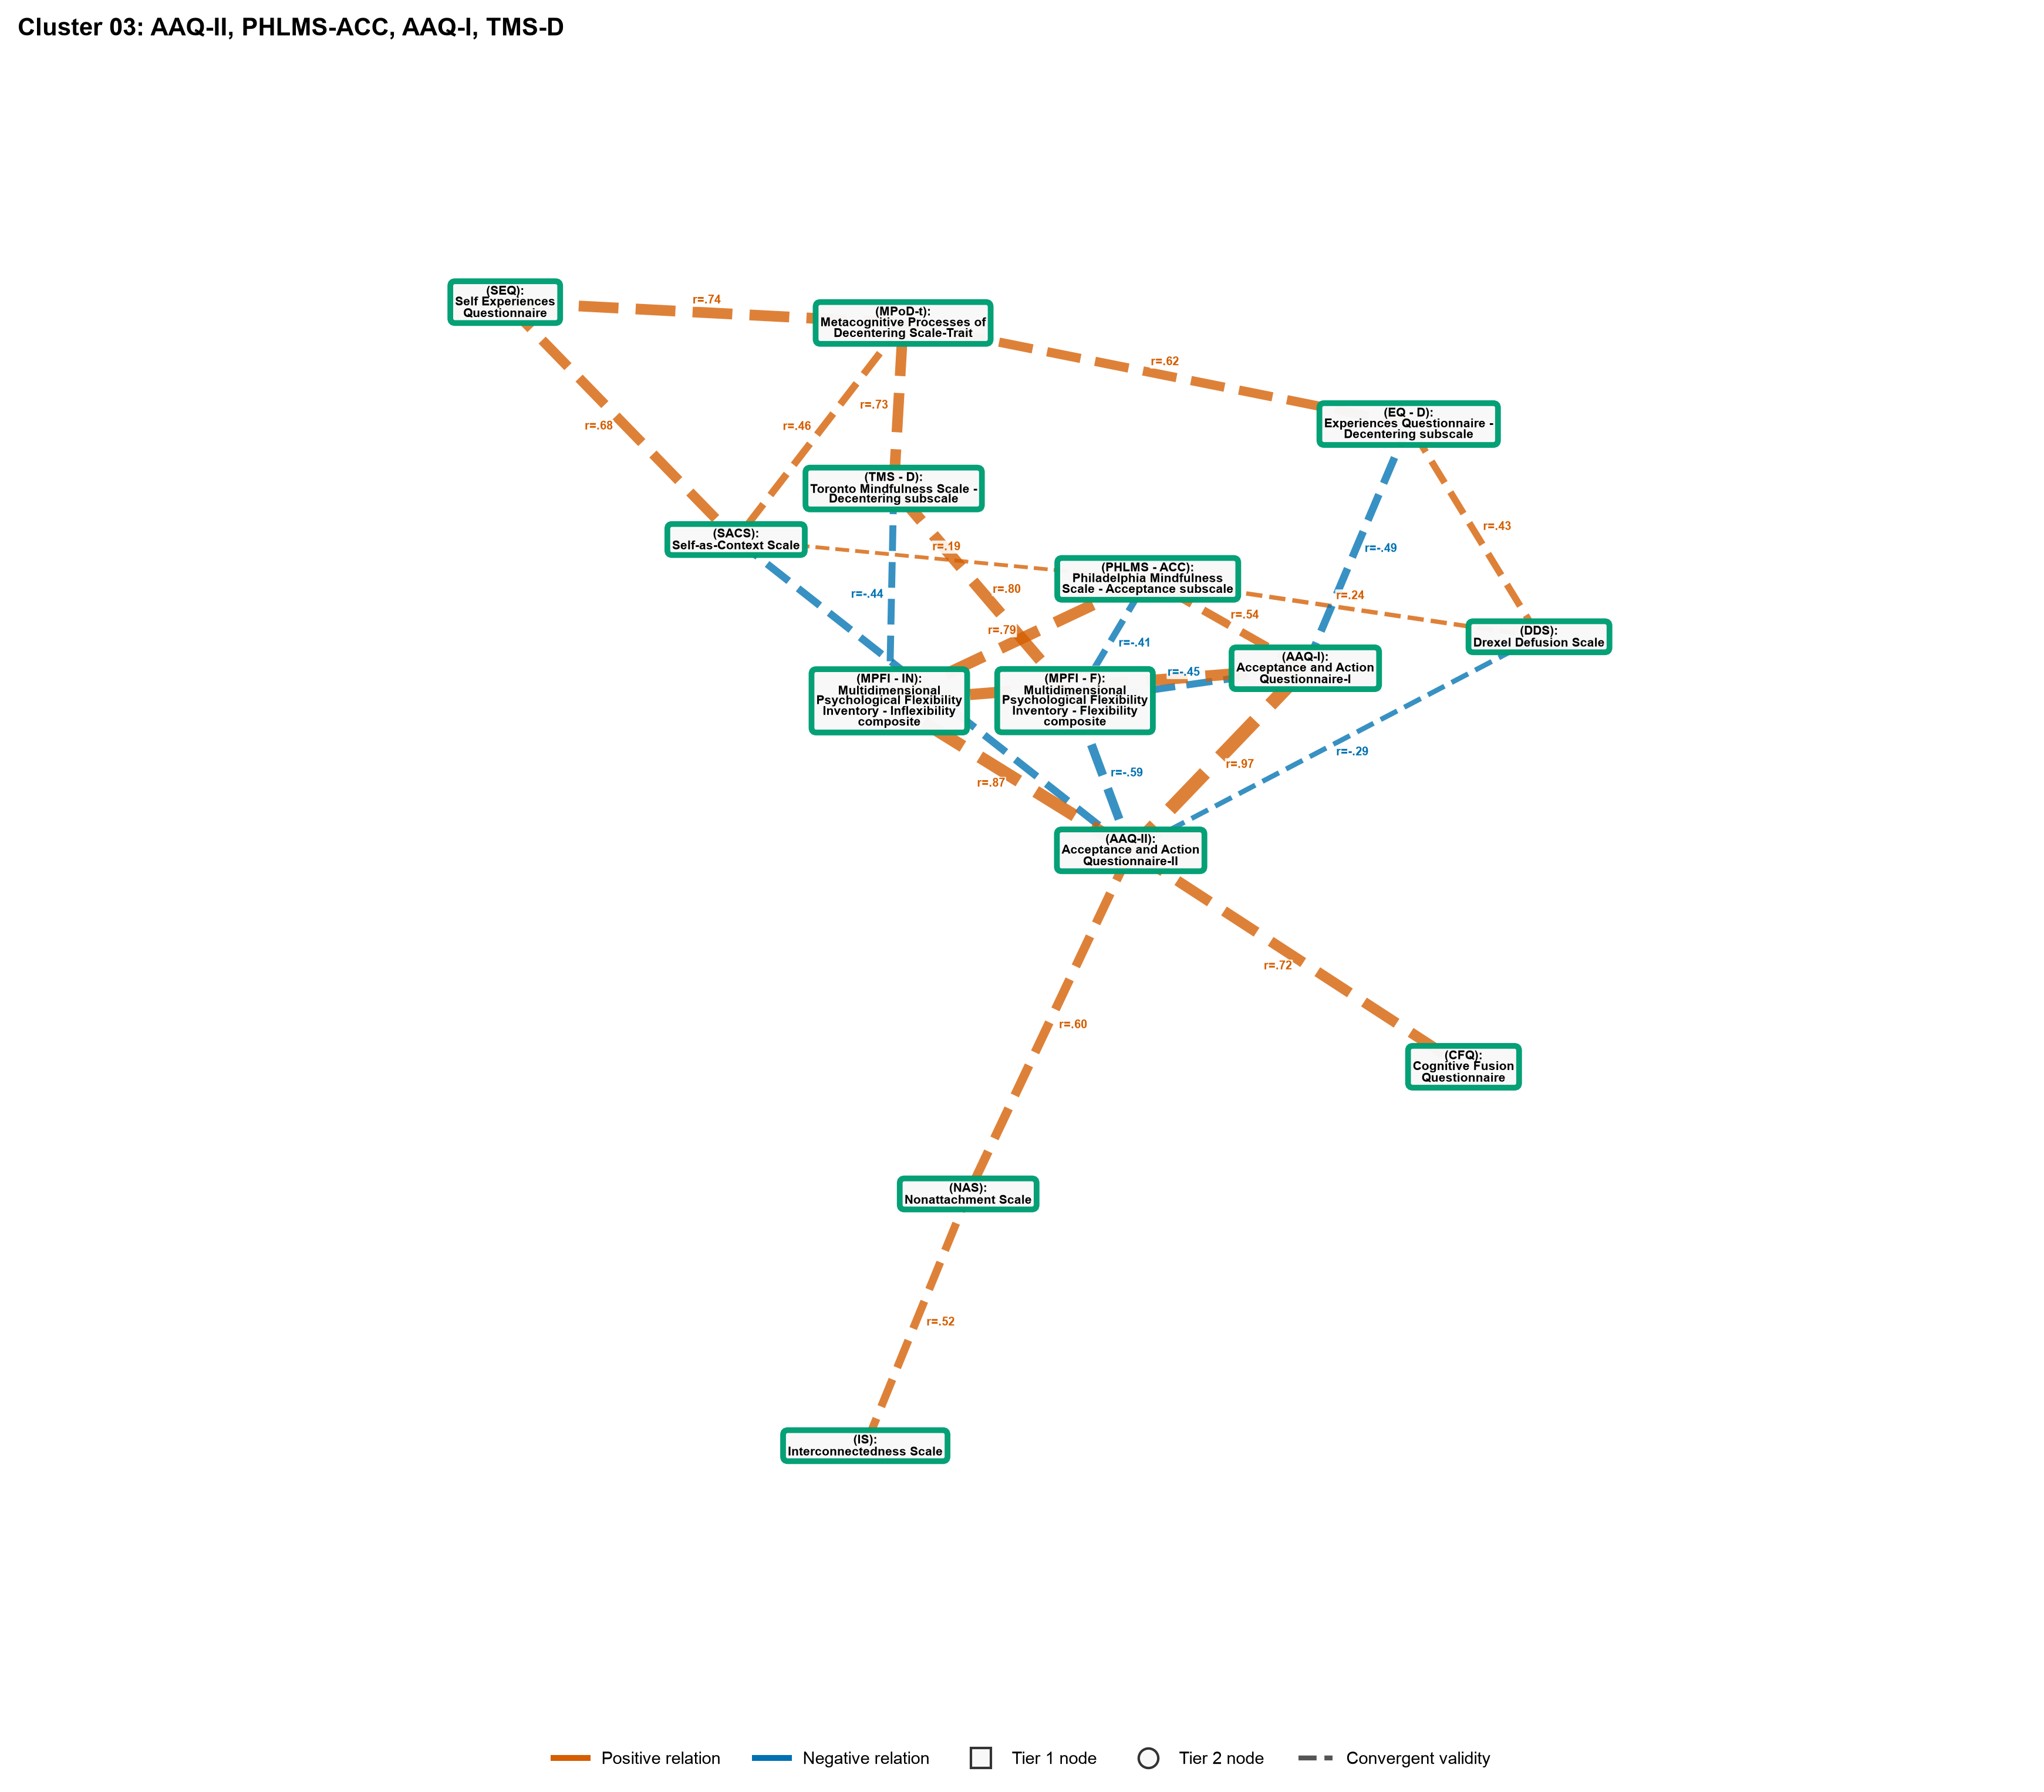 Cluster 03: AAQ-II, PHLMS-ACC, AAQ-I, TMS-D
(SEQ):
Self Experiences
Questionnaire
r=.74
(MPoD-t):
Metacognitive Processes of
Decentering Scale-Trait
r=.62
r=.73
r=.46
r=.68
(EQ - D):
Experiences Questionnaire -
Decentering subscale
(TMS - D):
Toronto Mindfulness Scale -
Decentering subscale
(SACS):
Self-as-Context Scale
r=.19
r=-.49
r=.43
(PHLMS - ACC):
Philadelphia Mindfulness
Scale - Acceptance subscale
r=-.44
r=.80
r=.24
r=.54
r=.79
r=-.41
(DDS):
Drexel Defusion Scale
(AAQ-I):
Acceptance and Action
Questionnaire-I
r=-.45
(MPFI - IN):
Multidimensional
Psychological Flexibility
Inventory - Inflexibility
composite
(MPFI - F):
Multidimensional
Psychological Flexibility
Inventory - Flexibility
composite
r=-.29
r=.97
r=-.59
r=.87
(AAQ-II):
Acceptance and Action
Questionnaire-II
r=.72
r=.60
(CFQ):
Cognitive Fusion
Questionnaire
(NAS):
Nonattachment Scale
r=.52
(IS):
Interconnectedness Scale
Positive relation
Negative relation
Tier 1 node
Tier 2 node
Convergent validity